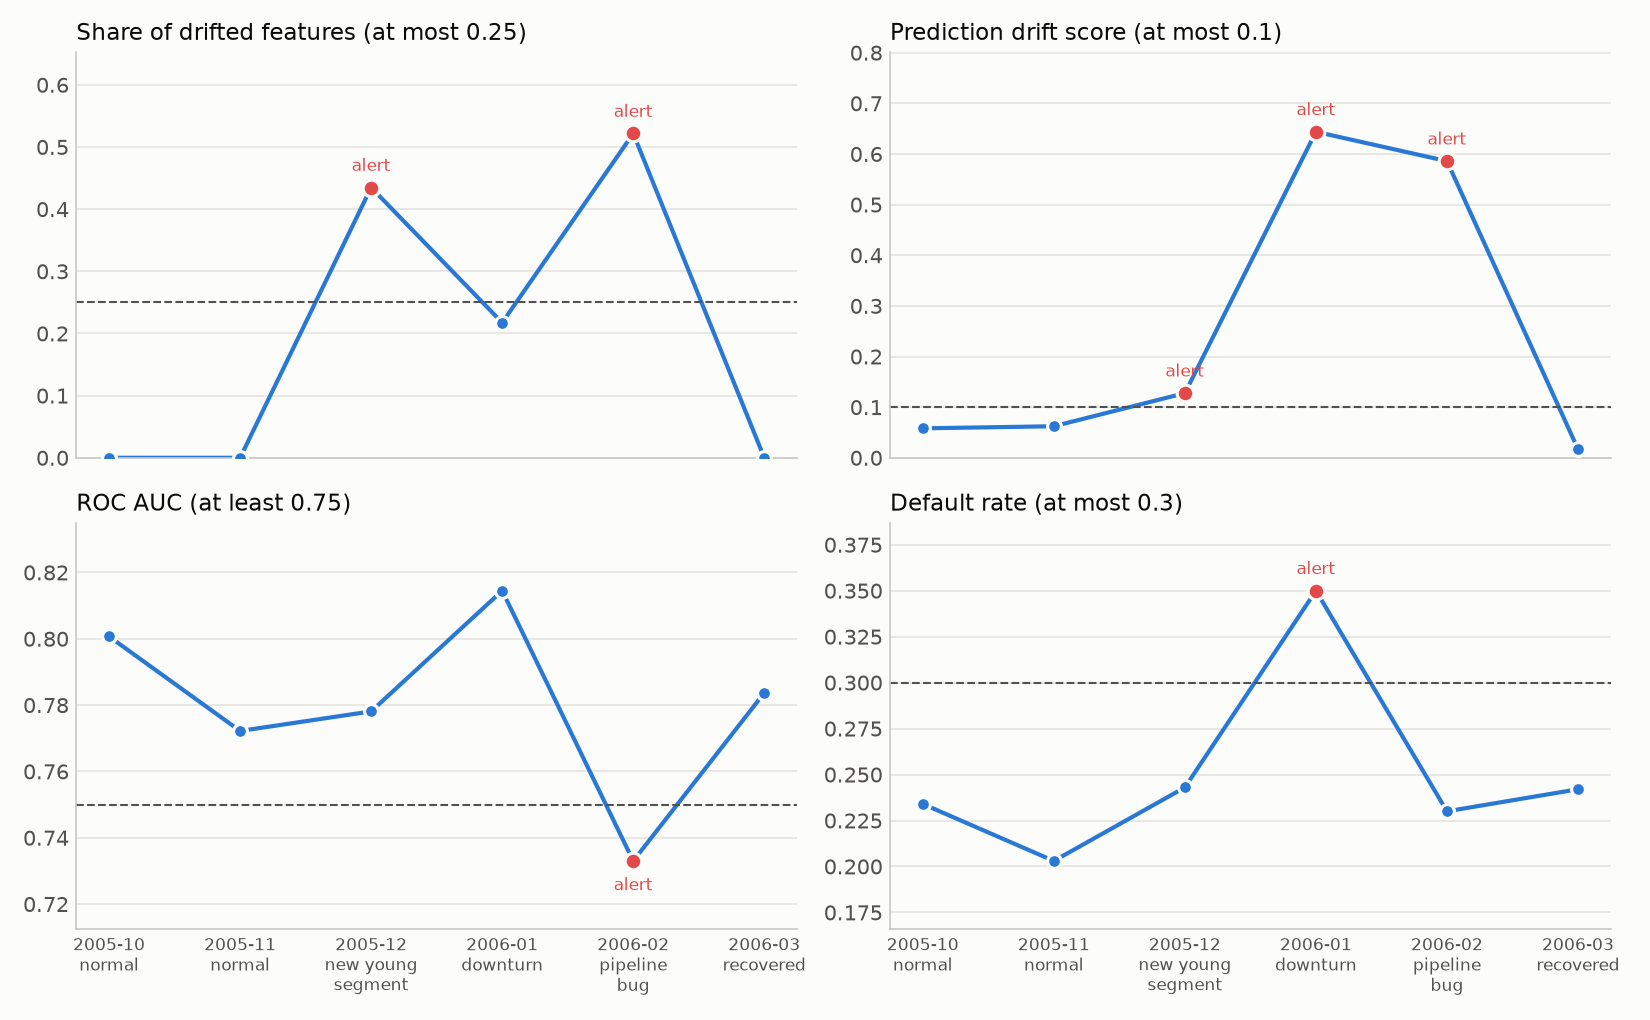 Share of drifted features (at most 0.25)
0.6
0.5
0.4
0.3
0.2
0.1
0.0
alert
alert
Prediction drift score (at most 0.1)
0.8
0.7
0.6
0.5
0.4
0.3
0.2
0.1
0.0
alert
alert
alert
ROC AUC (at least 0.75)
0.82
0.80
0.78
0.76
0.74
0.72
alert
2005-10
normal
2005-11
normal
2005-12
new young
segment
2006-01
downturn
2006-02
pipeline
bug
2006-03
recovered
Default rate (at most 0.3)
0.375
0.350
0.325
0.300
0.275
0.250
0.225
0.200
0.175
alert
2005-10
normal
2005-11
normal
2005-12
new young
segment
2006-01
downturn
2006-02
pipeline
bug
2006-03
recovered